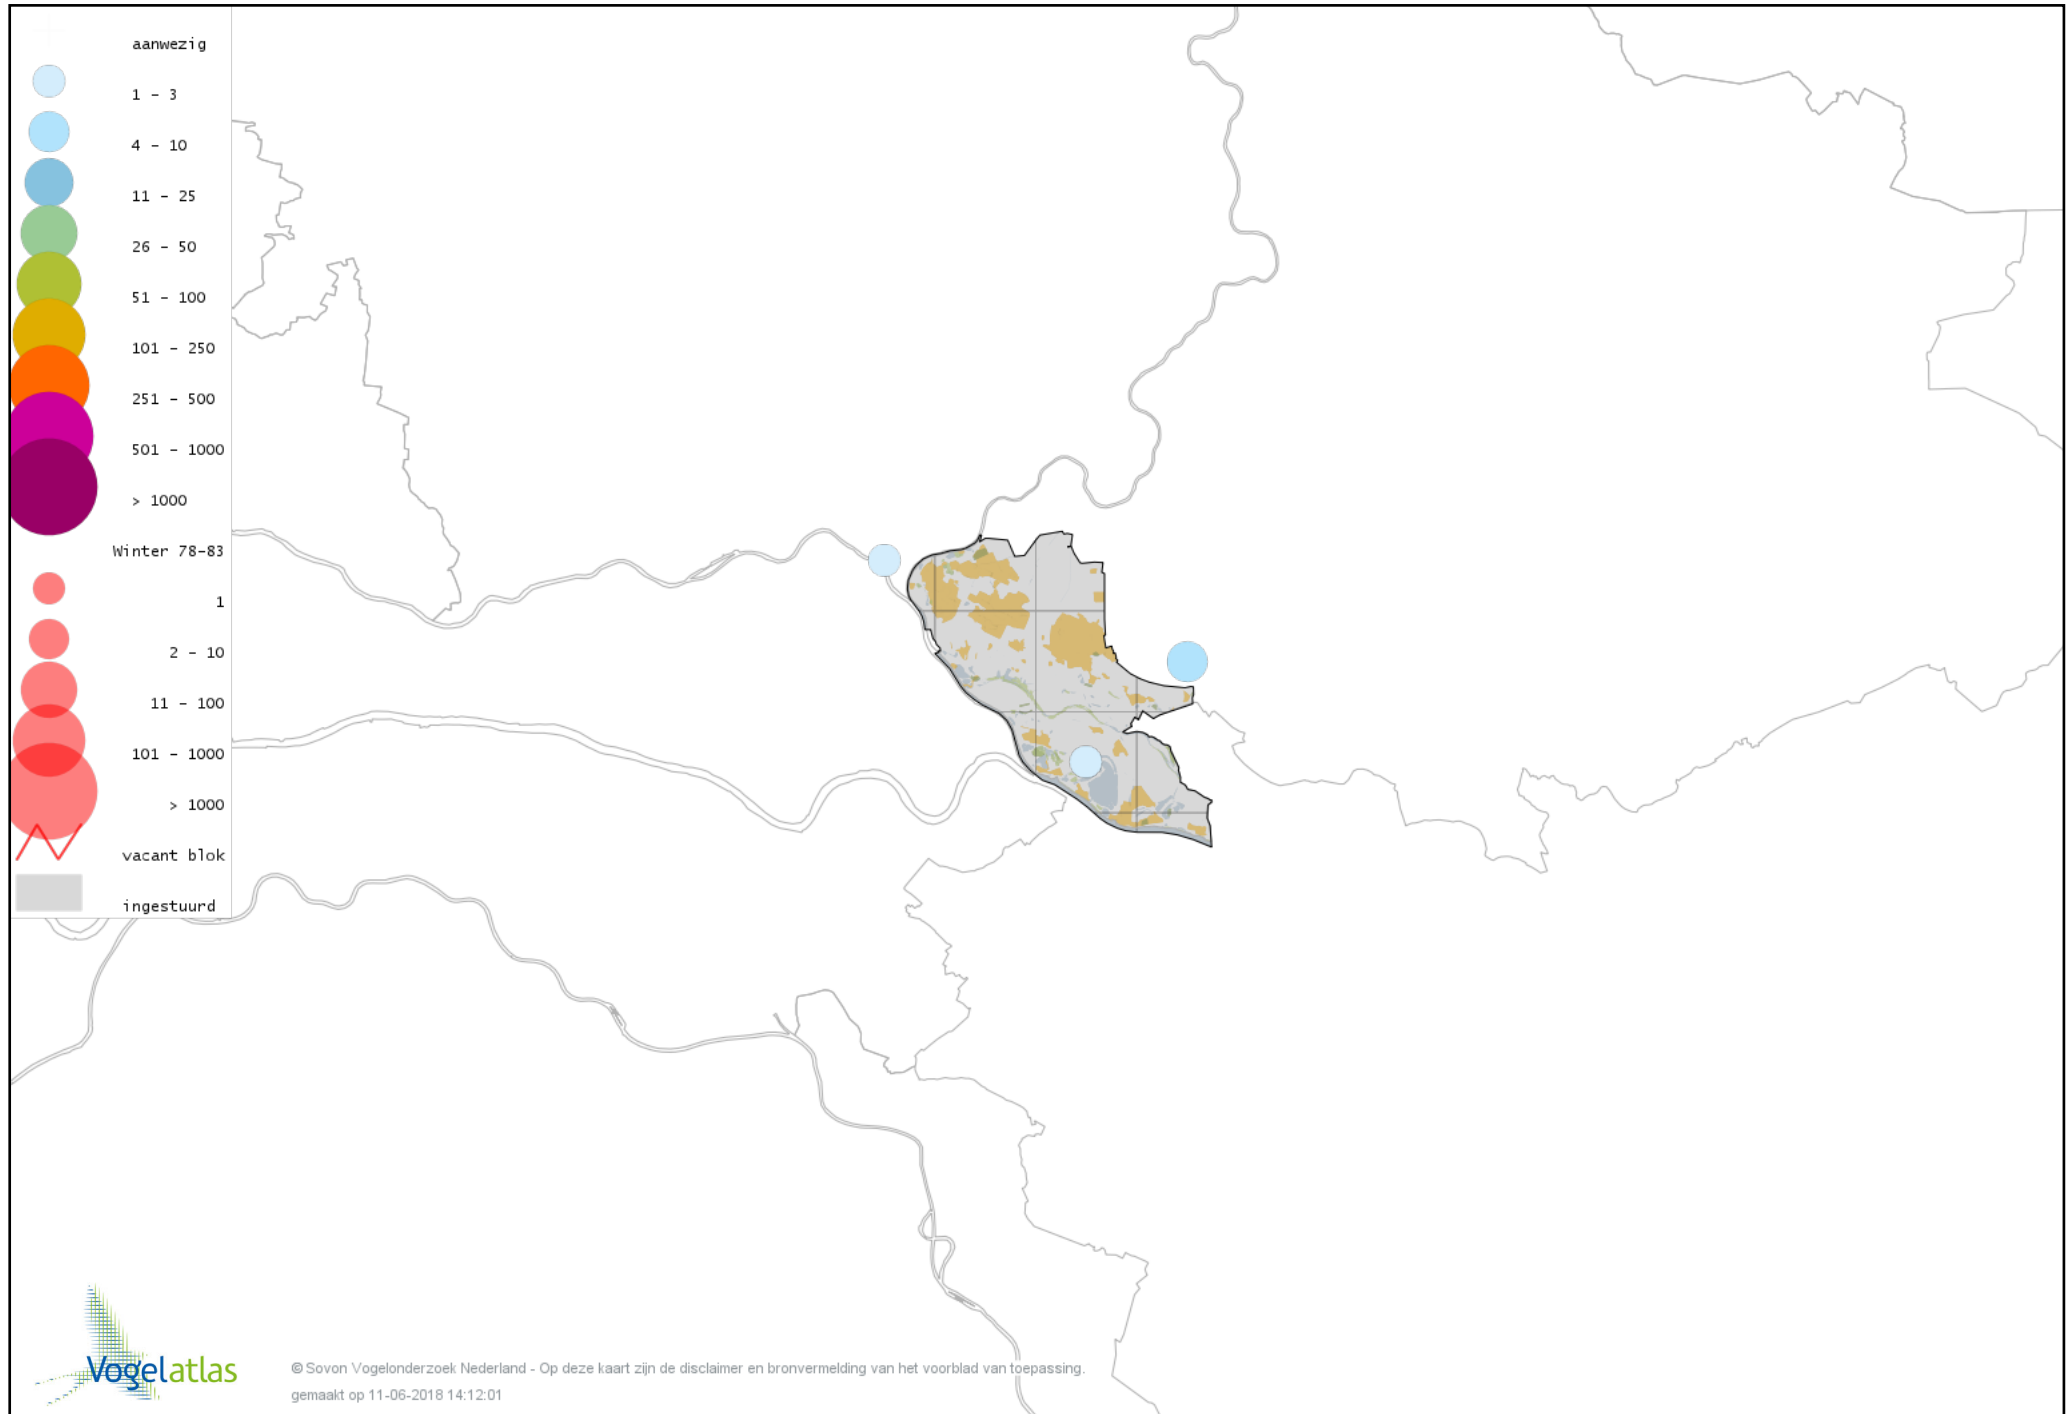 aanwezig
1 - 3
4 - 10
11 - 25
26 - 50
51 - 100
101 - 250
251 - 500
501 - 1000
> 1000
Winter 78-83
1
2 - 10
11 - 100
101 - 1000
> 1000
vacant blok
ingestuurd
Vogelatlas
© Sovon Vogelonderzoek Nederland - Op deze kaart zijn de disclaimer en bronvermelding van het voorblad van toepassing.
gemaakt op 11-06-2018 14:12:01